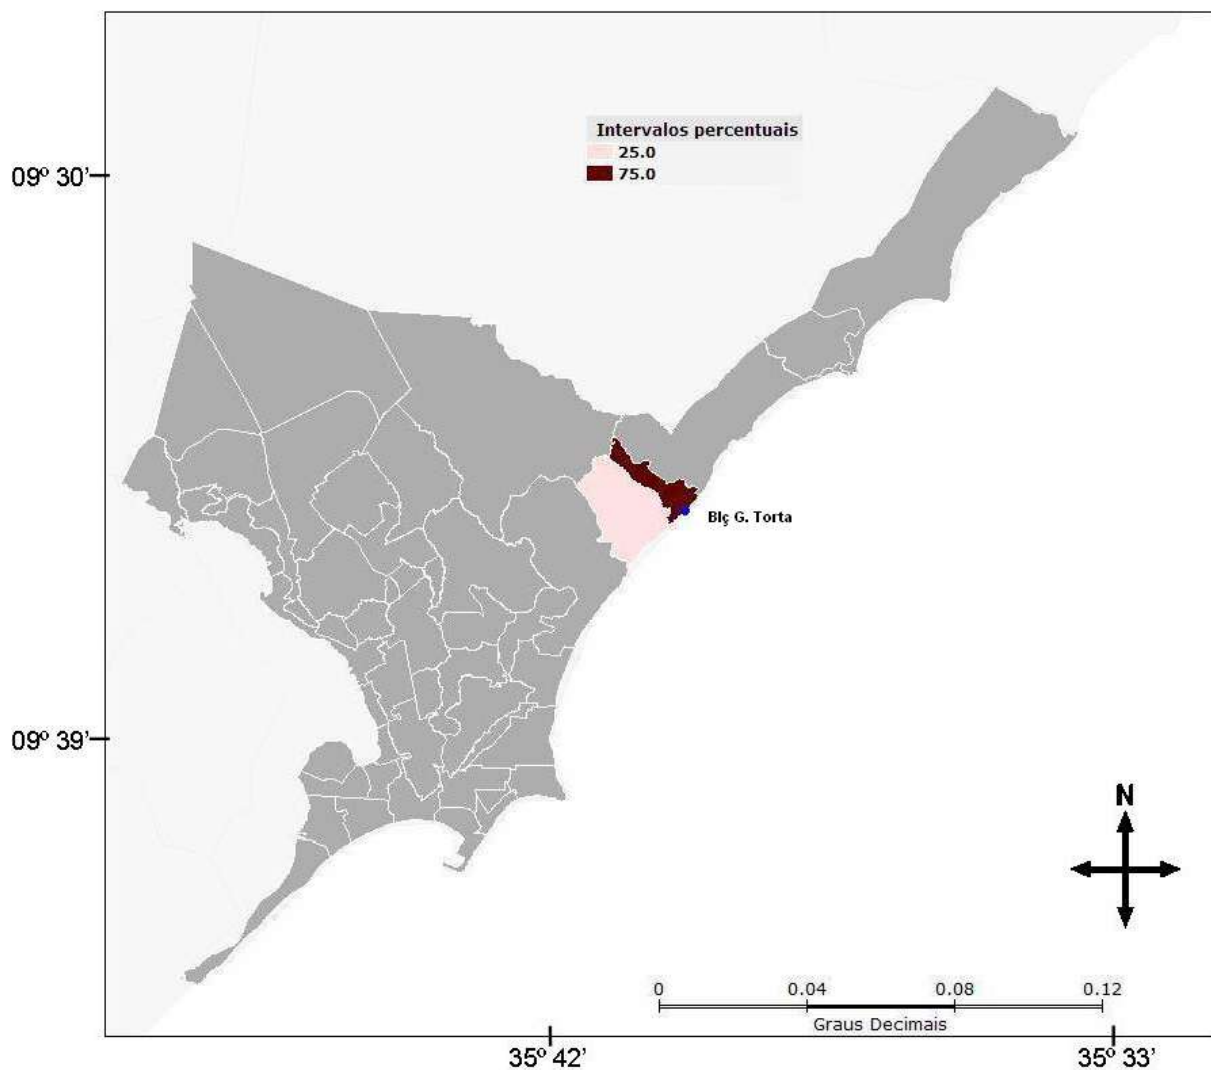 Intervalos percentuais
25.0
75.0
09º 30'
Blç G. Torta
09º 39'
N
0 0.04 0.08 0.12
Graus Decimais
35º 42' 35º 33'